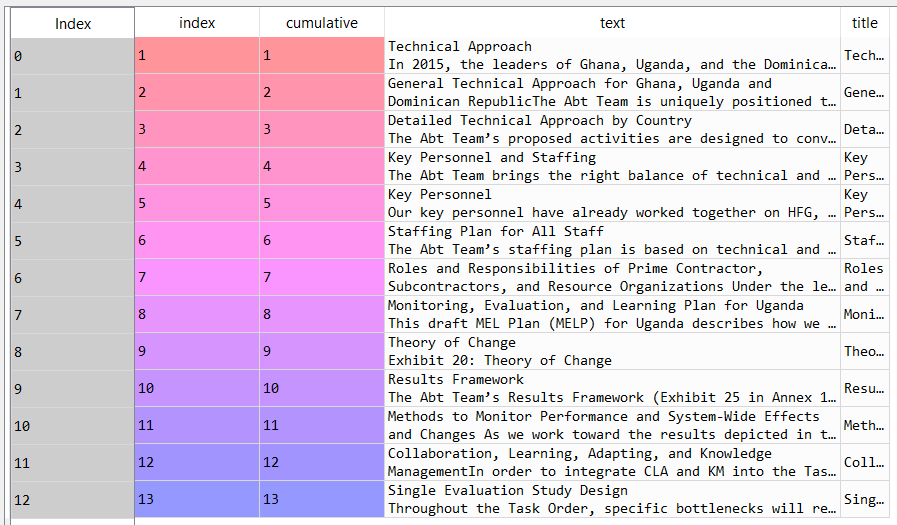 Index index cumulative text title
0 1 1 Technical Approach
In 2015, the leaders of Ghana, Uganda, and the Dominica… Tech…
1 2 2 General Technical Approach for Ghana, Uganda and
Dominican RepublicThe Abt Team is uniquely positioned t… Gene…
2 3 3 Detailed Technical Approach by Country
The Abt Team’s proposed activities are designed to conv… Deta…
3 4 4 Key Personnel and Staffing Key
The Abt Team brings the right balance of technical and … Pers…
4 5 5 Key Personnel Key
Our key personnel have already worked together on HFG, … Pers…
5 6 6 Staffing Plan for All Staff
The Abt Team’s staffing plan is based on technical and … Staf…
6 7 7 Roles and Responsibilities of Prime Contractor, Roles
Subcontractors, and Resource Organizations Under the le… and …
7 8 8 Monitoring, Evaluation, and Learning Plan for Uganda
This draft MEL Plan (MELP) for Uganda describes how we … Moni…
8 9 9 Theory of Change
Exhibit 20: Theory of Change Theo…
9 10 10 Results Framework
The Abt Team’s Results Framework (Exhibit 25 in Annex 1… Resu…
10 11 11 Methods to Monitor Performance and System-Wide Effects
and Changes As we work toward the results depicted in t… Meth…
11 12 12 Collaboration, Learning, Adapting, and Knowledge
ManagementIn order to integrate CLA and KM into the Tas… Coll…
12 13 13 Single Evaluation Study Design
Throughout the Task Order, specific bottlenecks will re… Sing…